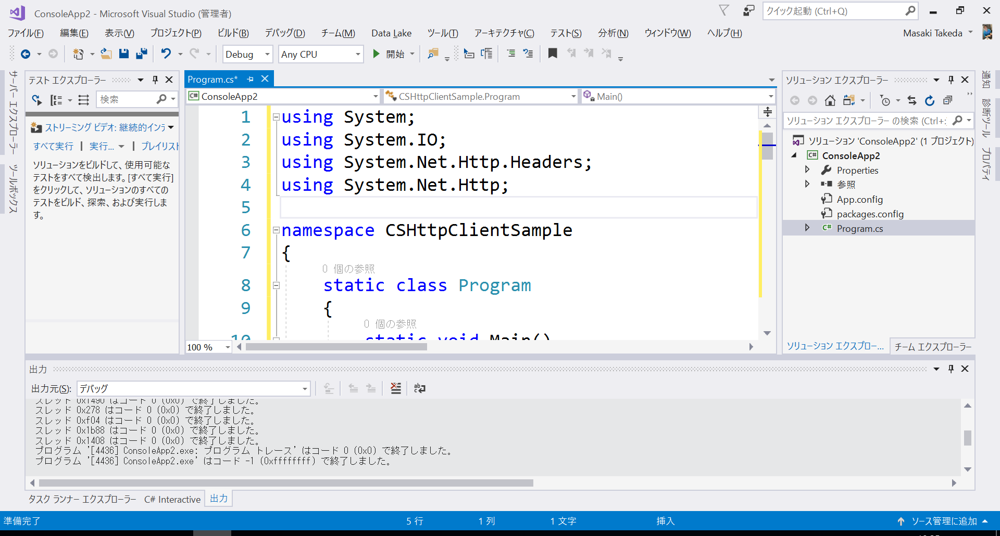 ConsoleApp2 - Microsoft Visual Studio (管理者)
クイック起動 (Ctrl+Q)
ファイル(F) 編集(E) 表示(V) プロジェクト(P) ビルド(B) デバッグ(D) チーム(M) Data Lake ツール(T) アーキテクチャ(C) テスト(S) 分析(N) ウィンドウ(W) ヘルプ(H)
Masaki Takeda
Debug Any CPU 開始
サーバー エクスプローラー
ツールボックス
テスト エクスプローラー
検索
ストリーミング ビデオ: 継続的インテ
すべて実行 | 実行... | プレイリスト
ソリューションをビルドして、使用可能な
テストをすべて検出します。[すべて実行]
をクリックして、ソリューションのすべての
テストをビルド、探索、および実行しま
す。
Program.cs*
ConsoleApp2 CSHttpClientSample.Program Main()
1 using System;
2 using System.IO;
3 using System.Net.Http.Headers;
4 using System.Net.Http;
5
6 namespace CSHttpClientSample
7 {
0 個の参照
8 static class Program
9 {
0 個の参照
10 static void Main()
100 %
ソリューション エクスプローラー
ソリューション エクスプローラー の検索 (Ctrl+;
ソリューション 'ConsoleApp2' (1 プロジェクト)
C# ConsoleApp2
Properties
参照
App.config
packages.config
C# Program.cs
ソリューション エクスプロー... チーム エクスプローラー
通知
診断ツール
プロパティ
出力
出力元(S): デバッグ
スレッド 0x1490 はコード 0 (0x0) で終了しました。
スレッド 0x278 はコード 0 (0x0) で終了しました。
スレッド 0xf04 はコード 0 (0x0) で終了しました。
スレッド 0x1b88 はコード 0 (0x0) で終了しました。
スレッド 0x1408 はコード 0 (0x0) で終了しました。
プログラム '[4436] ConsoleApp2.exe: プログラム トレース' はコード 0 (0x0) で終了しました。
プログラム '[4436] ConsoleApp2.exe' はコード -1 (0xffffffff) で終了しました。
タスク ランナー エクスプローラー C# Interactive 出力
準備完了 5 行 1 列 1 文字 挿入 ソース管理に追加